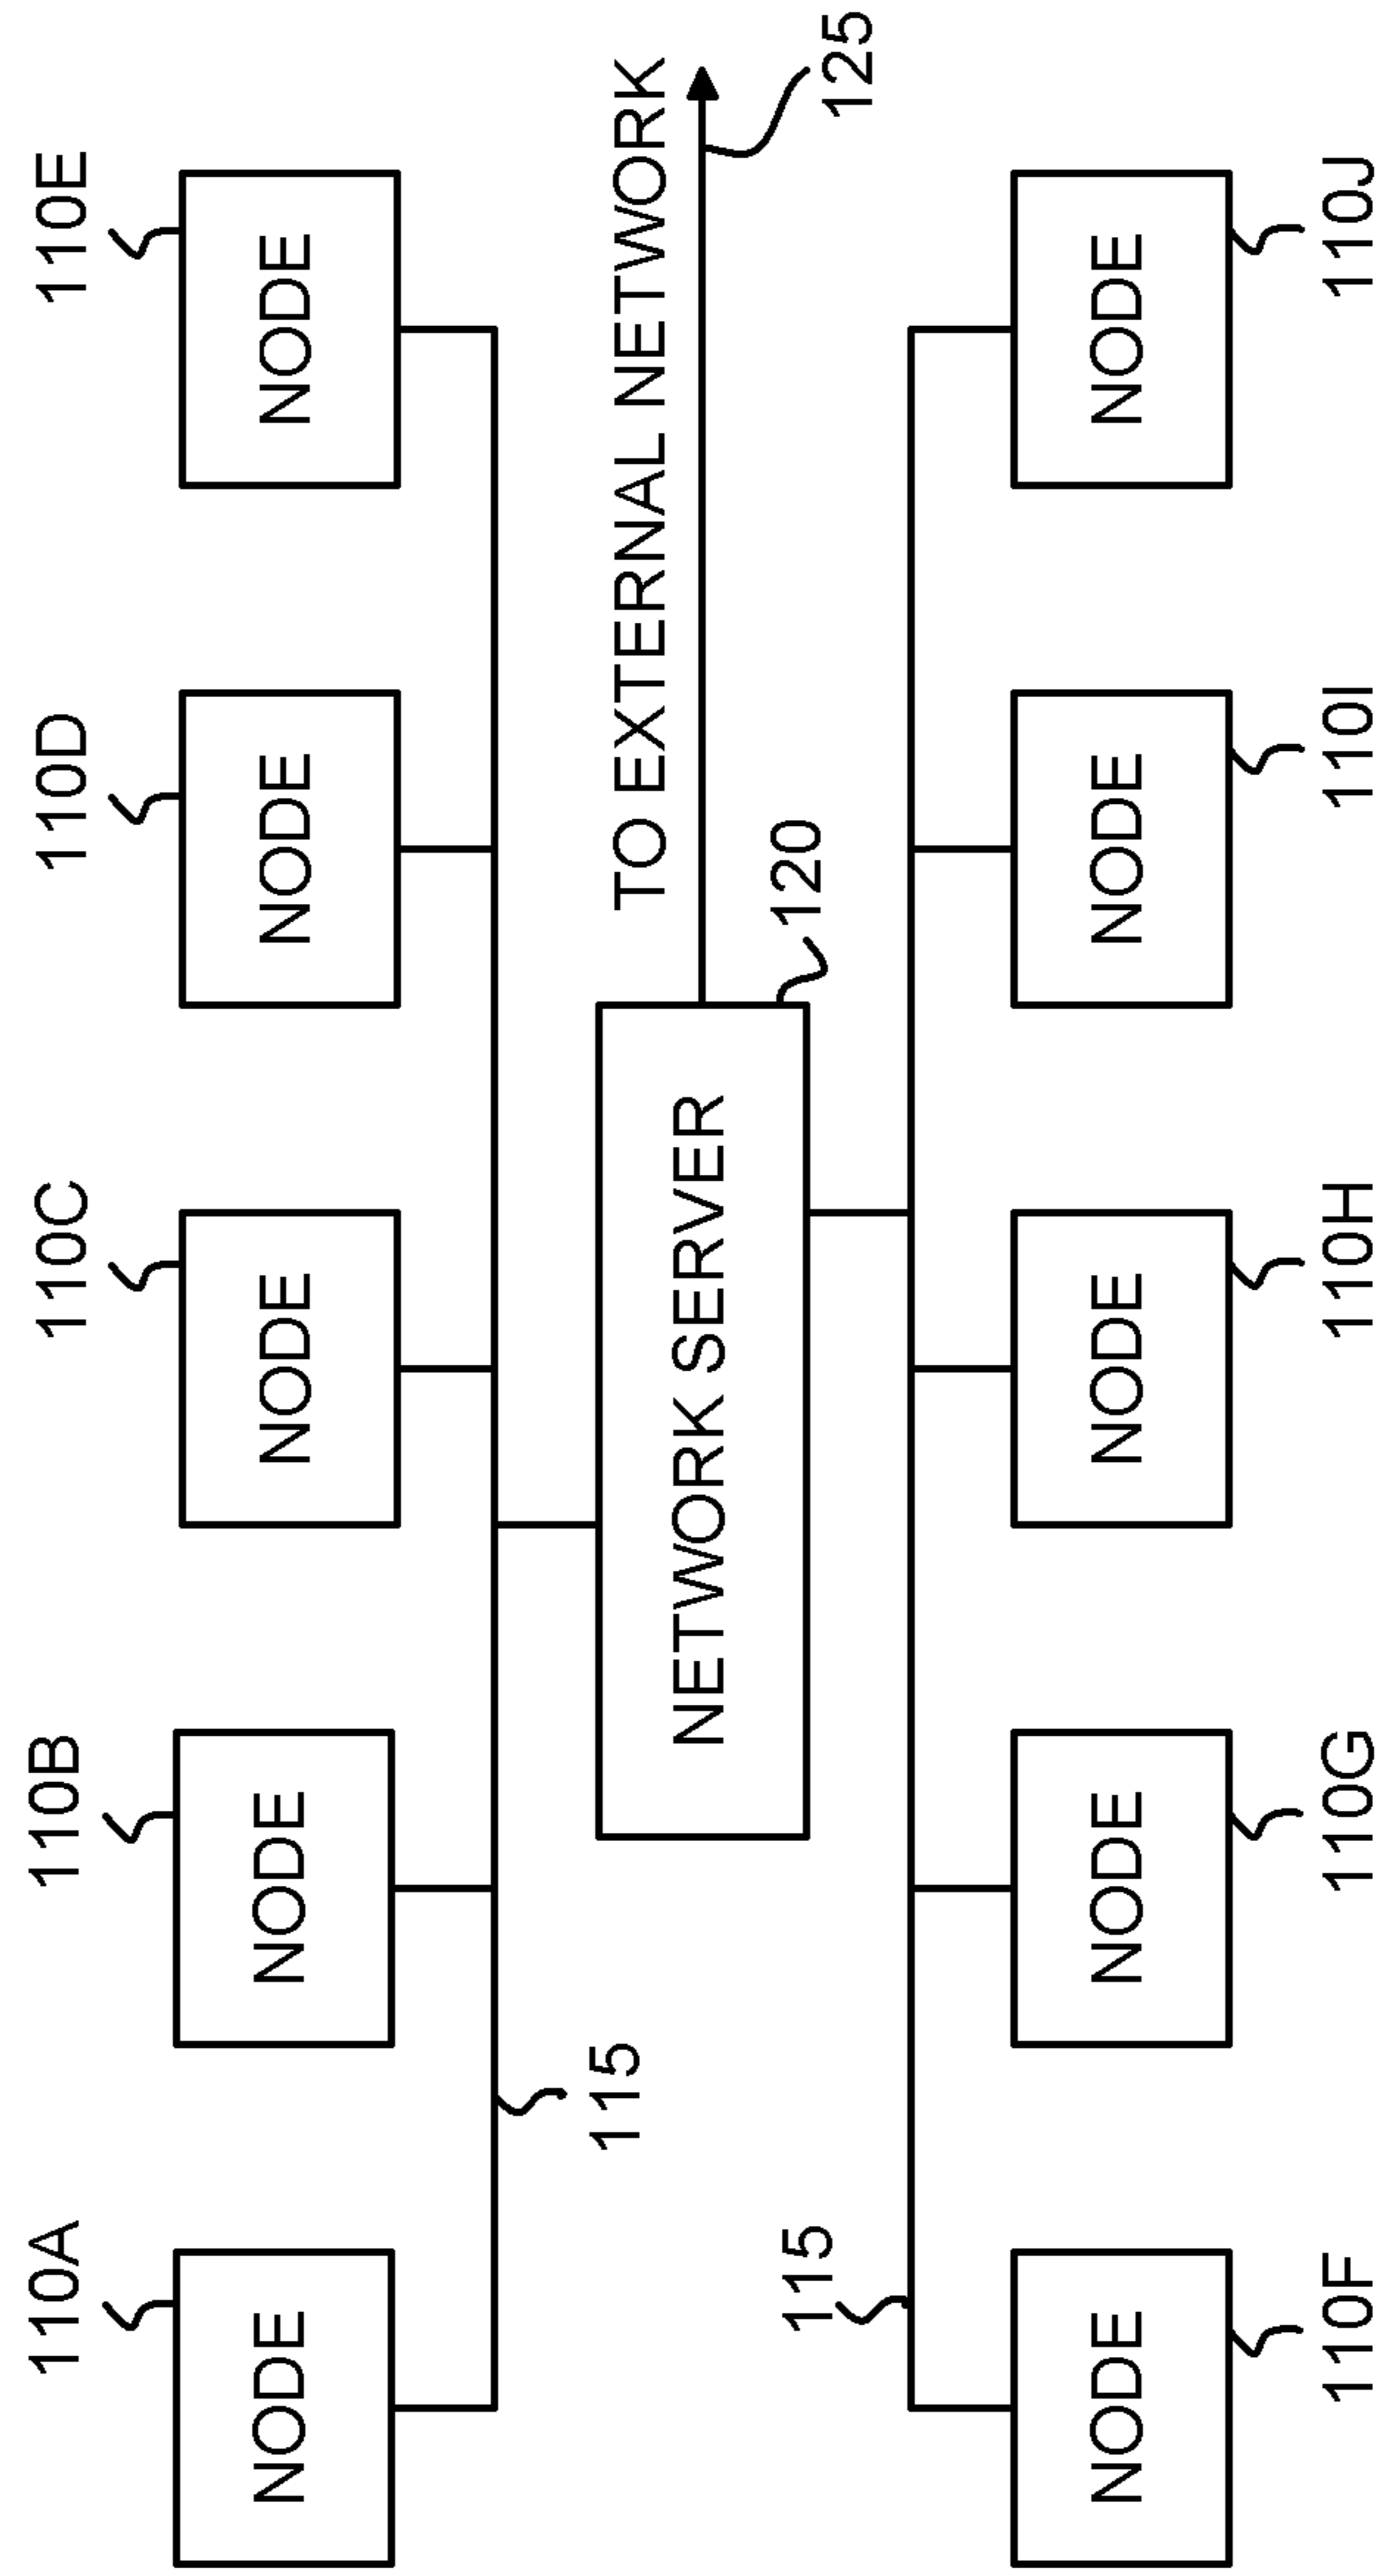 110A
110B
110C
110D
110E
NODE
NODE
NODE
NODE
NODE
115
TO EXTERNAL NETWORK
125
NETWORK SERVER
120
115
NODE
NODE
NODE
NODE
NODE
110F
110G
110H
110I
110J